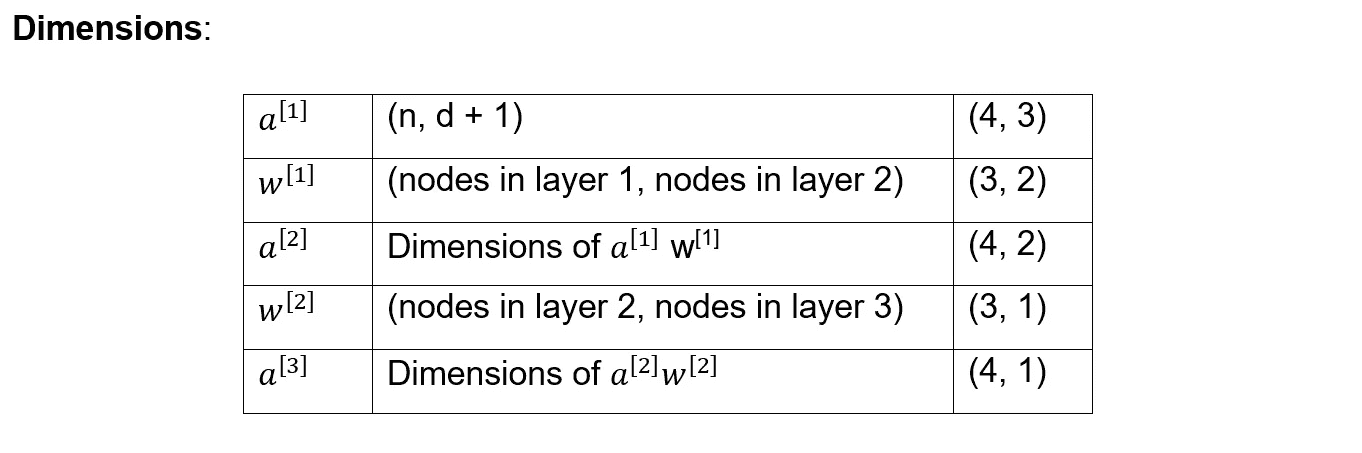 Dimensions:
a[1] (n, d + 1) (4, 3)
w[1] (nodes in layer 1, nodes in layer 2) (3, 2)
a[2] Dimensions of a[1] w[1] (4, 2)
w[2] (nodes in layer 2, nodes in layer 3) (3, 1)
a[3] Dimensions of a[2]w[2] (4, 1)